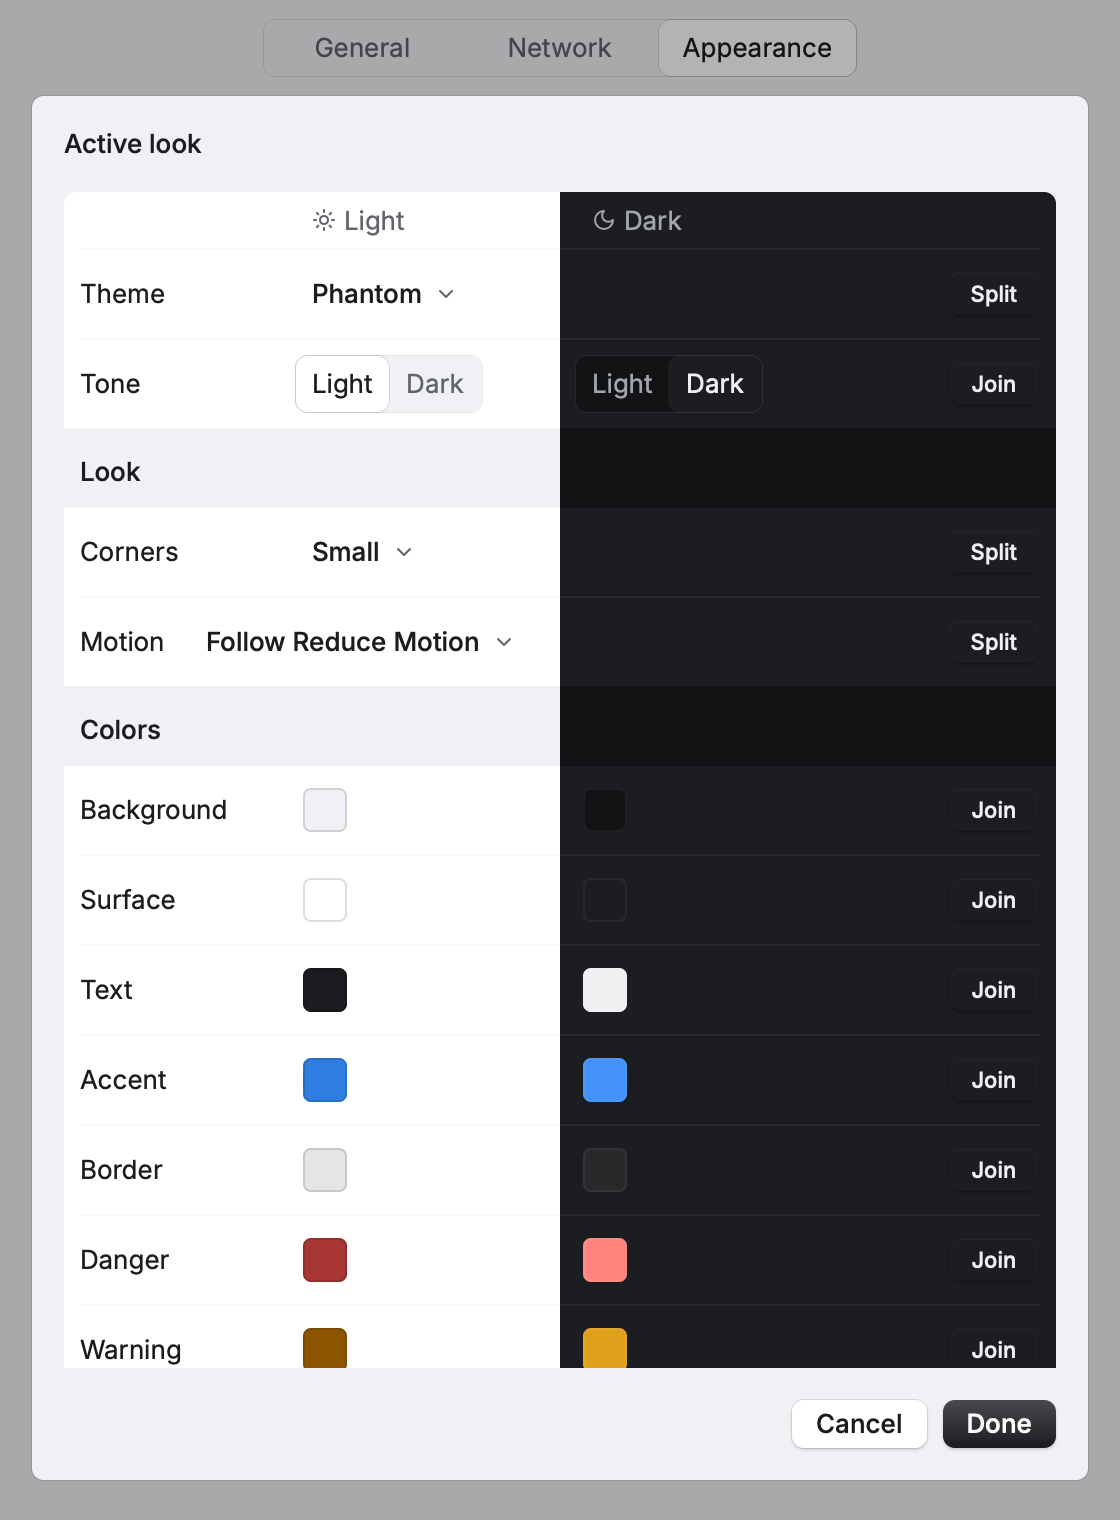 General Network Appearance
Active look
Light Dark
Theme Phantom Split
Tone Light Dark Light Dark Join
Look
Corners Small Split
Motion Follow Reduce Motion Split
Colors
Background Join
Surface Join
Text Join
Accent Join
Border Join
Danger Join
Warning Join
Cancel Done